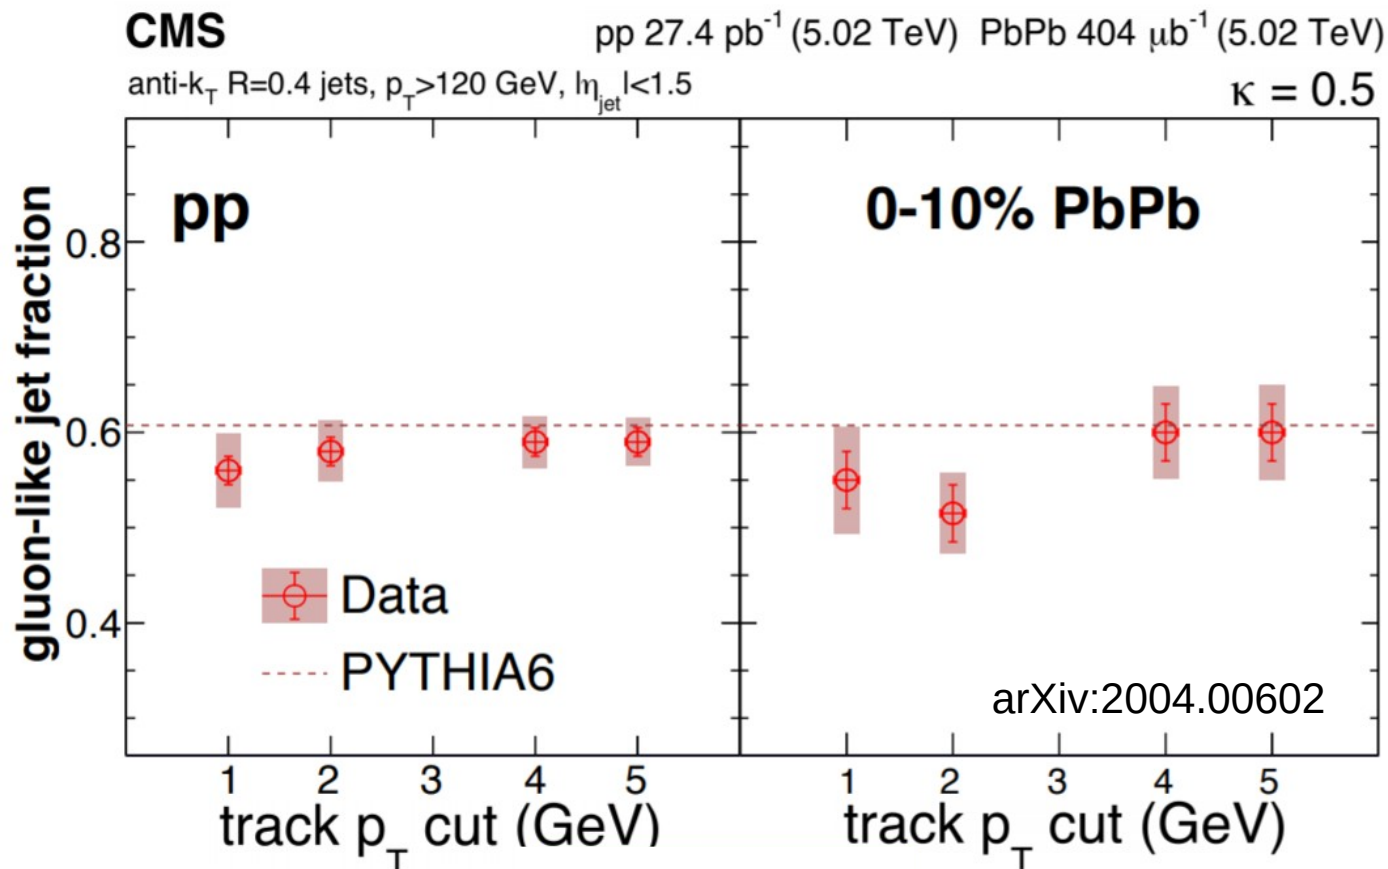 CMS
pp 27.4 pb-1 (5.02 TeV) PbPb 404 μb-1 (5.02 TeV)
anti-kT R=0.4 jets, pT>120 GeV, |ηjet|<1.5
κ = 0.5
pp
0-10% PbPb
gluon-like jet fraction
0.8
0.6
0.4
Data
PYTHIA6
arXiv:2004.00602
1 2 3 4 5
1 2 3 4 5
track pT cut (GeV)
track pT cut (GeV)